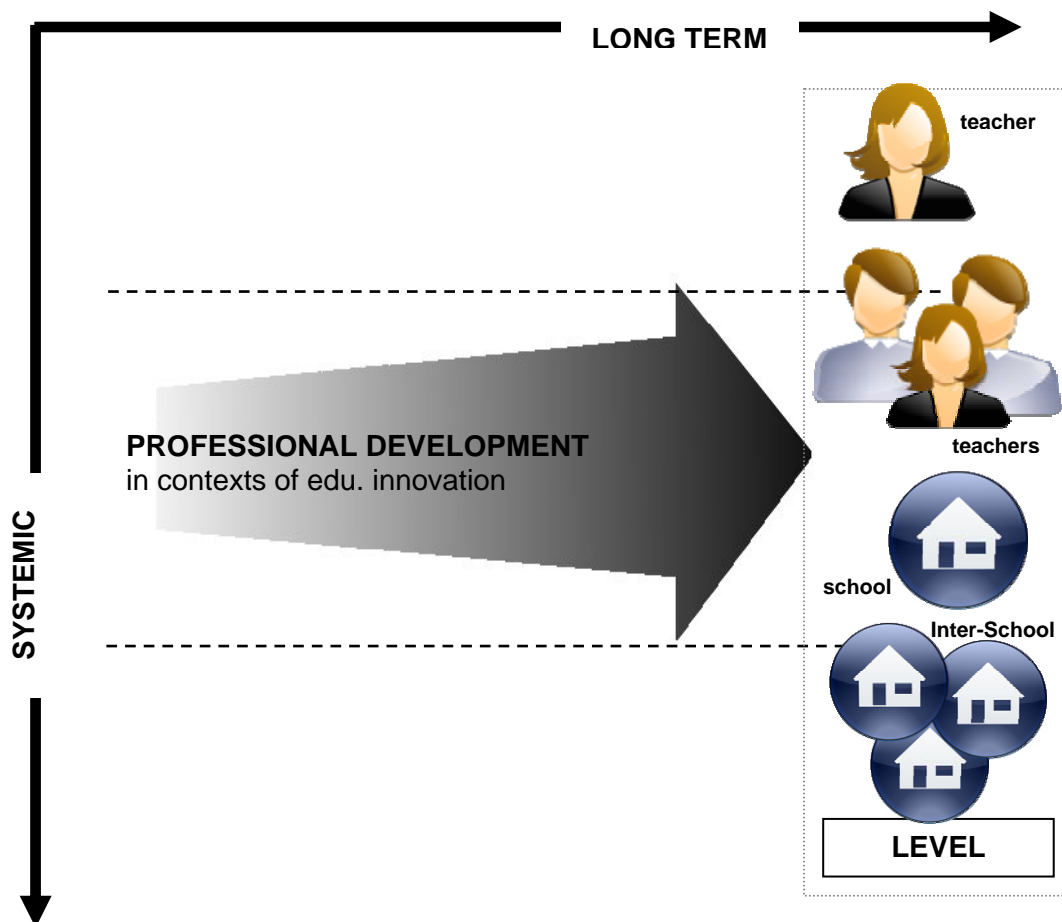 LONG TERM
teacher
teachers
PROFESSIONAL DEVELOPMENT
in contexts of edu. innovation
SYSTEMIC
school
Inter-School
LEVEL